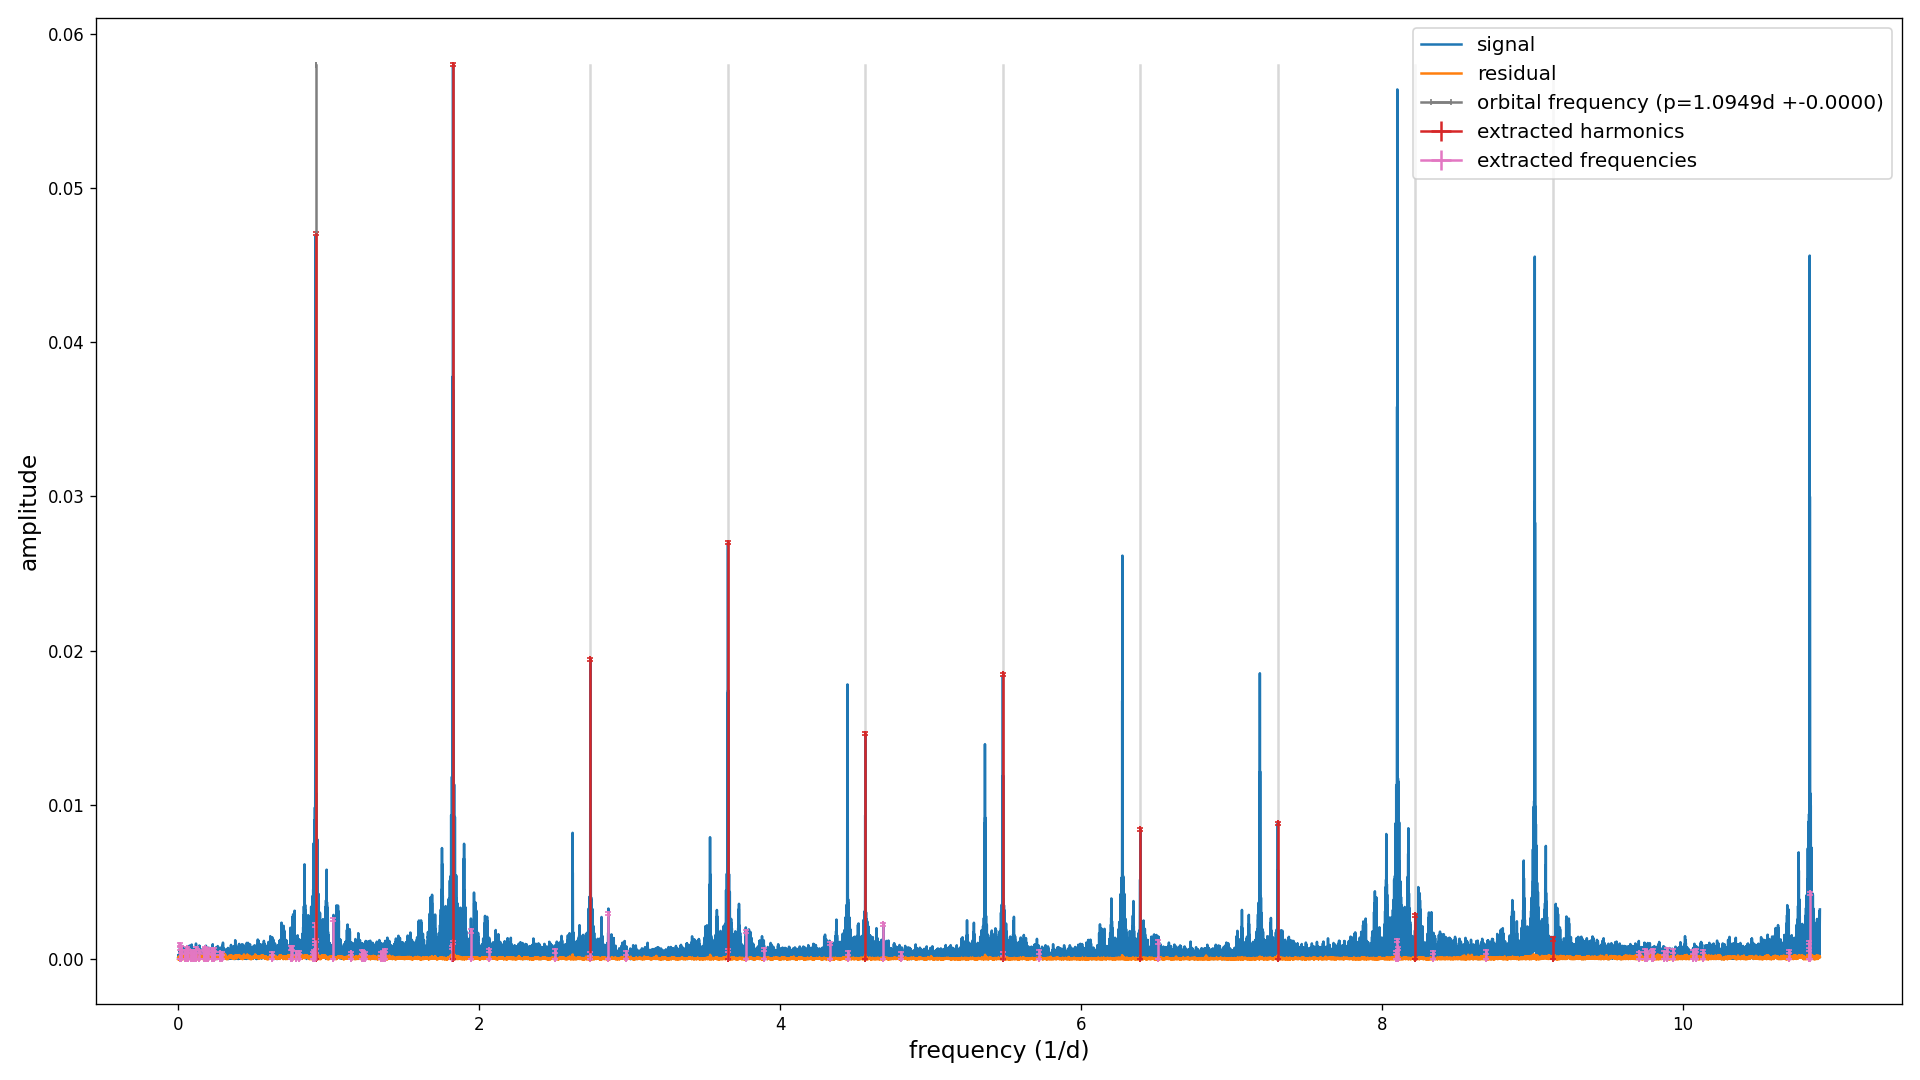 signal
residual
orbital frequency (p=1.0949d +-0.0000)
extracted harmonics
extracted frequencies
0.06
0.05
0.04
0.03
0.02
0.01
0.00
amplitude
0 2 4 6 8 10
frequency (1/d)